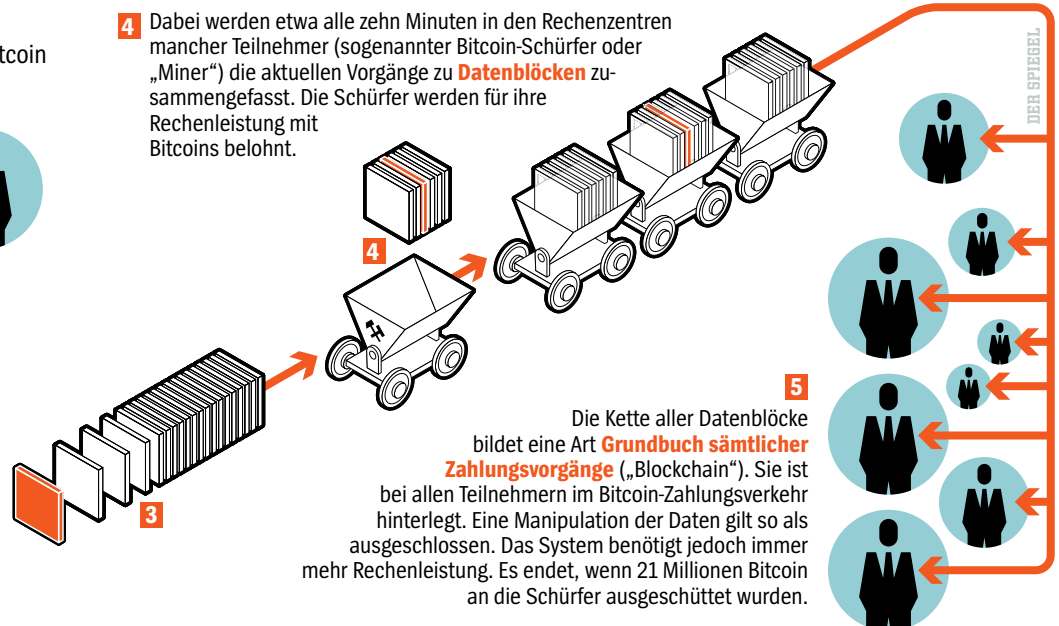 tcoin
4 Dabei werden etwa alle zehn Minuten in den Rechenzentren
mancher Teilnehmer (sogenannter Bitcoin-Schürfer oder
„Miner“) die aktuellen Vorgänge zu Datenblöcken zu-
sammengefasst. Die Schürfer werden für ihre
Rechenleistung mit
Bitcoins belohnt.
DER SPIEGEL
4
3
5
Die Kette aller Datenblöcke
bildet eine Art Grundbuch sämtlicher
Zahlungsvorgänge („Blockchain“). Sie ist
bei allen Teilnehmern im Bitcoin-Zahlungsverkehr
hinterlegt. Eine Manipulation der Daten gilt so als
ausgeschlossen. Das System benötigt jedoch immer
mehr Rechenleistung. Es endet, wenn 21 Millionen Bitcoin
an die Schürfer ausgeschüttet wurden.